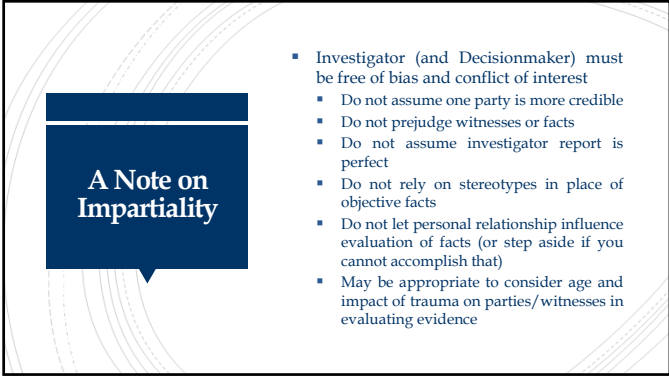 A Note on
Impartiality
▪ Investigator (and Decisionmaker) must
be free of bias and conflict of interest
▪ Do not assume one party is more credible
▪ Do not prejudge witnesses or facts
▪ Do not assume investigator report is
perfect
▪ Do not rely on stereotypes in place of
objective facts
▪ Do not let personal relationship influence
evaluation of facts (or step aside if you
cannot accomplish that)
▪ May be appropriate to consider age and
impact of trauma on parties/witnesses in
evaluating evidence